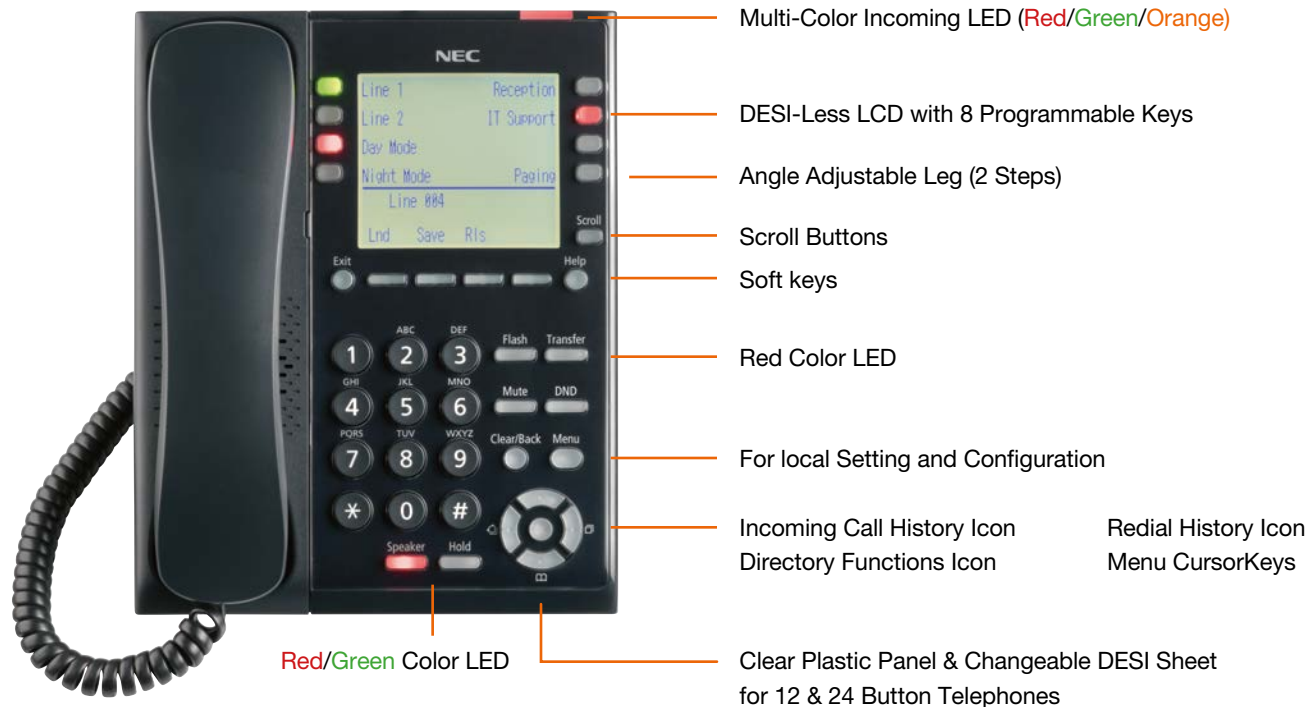 Multi-Color Incoming LED (Red/Green/Orange)
NEC
Line 1 Reception
Line 2 IT Support
DESI-Less LCD with 8 Programmable Keys
Day Mode
Night Mode Paging
Angle Adjustable Leg (2 Steps)
Line 004
Scroll
Lnd Save Rls
Scroll Buttons
Exit Help
Soft keys
ABC DEF
Flash Transfer
1 2 3
Red Color LED
GHI JKL MNO
Mute DND
4 5 6
PQRS TUV WXYZ
Clear/Back Menu
7 8 9
For local Setting and Configuration
* 0 #
Incoming Call History Icon Redial History Icon
Directory Functions Icon Menu CursorKeys
Speaker Hold
Red/Green Color LED
Clear Plastic Panel & Changeable DESI Sheet
for 12 & 24 Button Telephones